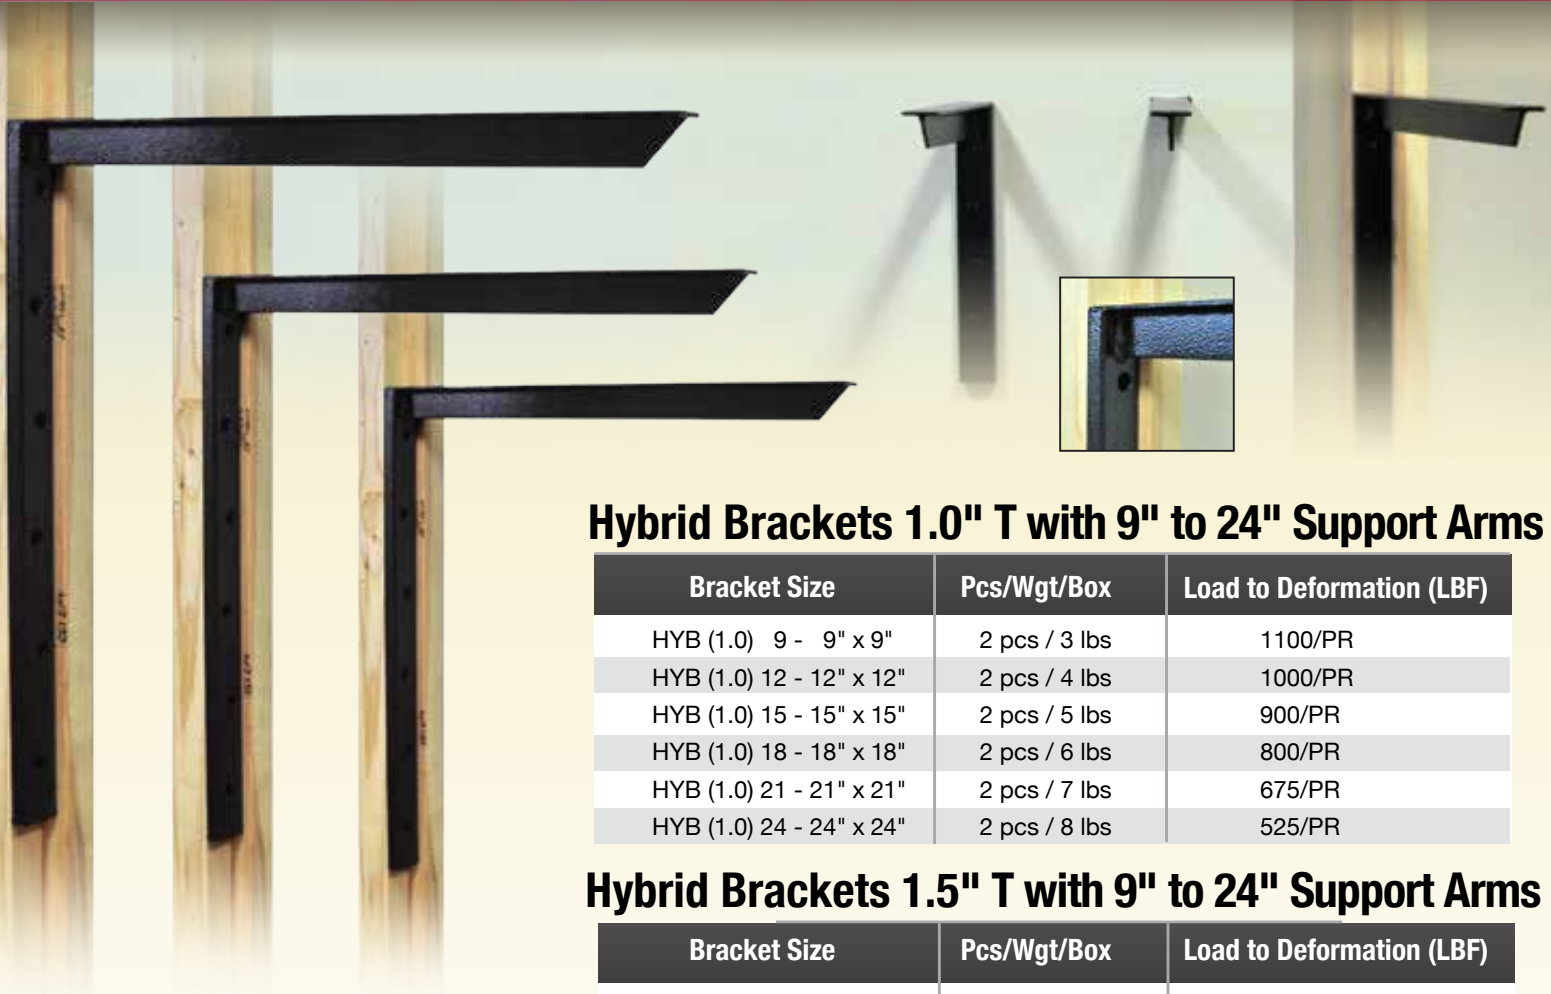 Hybrid Brackets 1.0" T with 9" to 24" Support Arms
Bracket Size Pcs/Wgt/Box Load to Deformation (LBF)
HYB (1.0) 9 - 9" x 9" 2 pcs / 3 lbs 1100/PR
HYB (1.0) 12 - 12" x 12" 2 pcs / 4 lbs 1000/PR
HYB (1.0) 15 - 15" x 15" 2 pcs / 5 lbs 900/PR
HYB (1.0) 18 - 18" x 18" 2 pcs / 6 lbs 800/PR
HYB (1.0) 21 - 21" x 21" 2 pcs / 7 lbs 675/PR
HYB (1.0) 24 - 24" x 24" 2 pcs / 8 lbs 525/PR
Hybrid Brackets 1.5" T with 9" to 24" Support Arms
Bracket Size Pcs/Wgt/Box Load to Deformation (LBF)